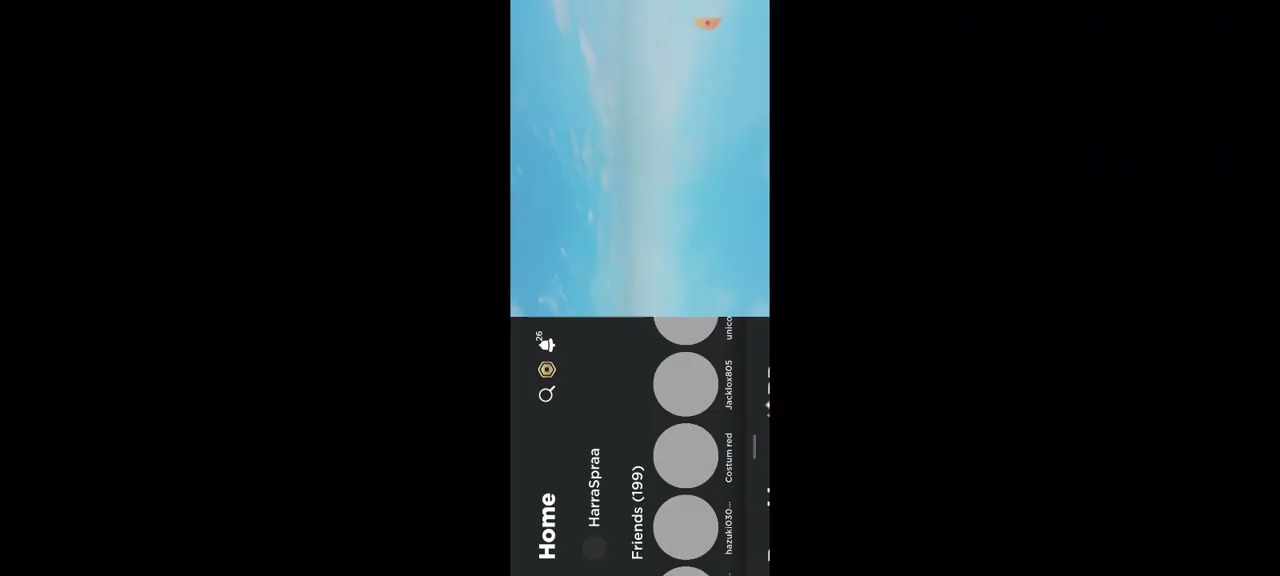 Home
26
HarraSpraa
Friends (199)
hazuki030...
Costum red
Jacklox805
unico